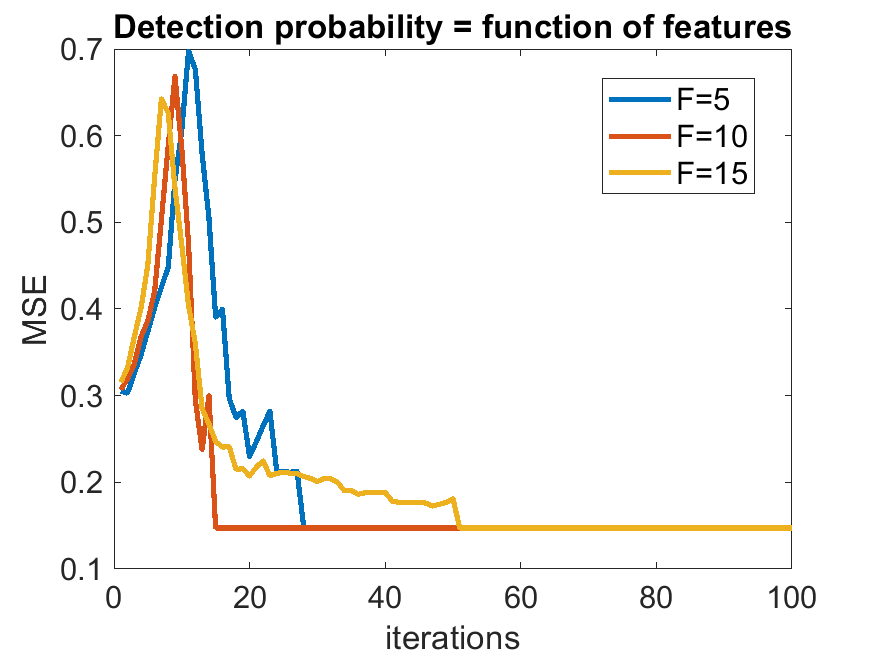 Detection probability = function of features
0.7
0.6
0.5
0.4
0.3
0.2
0.1
MSE
F=5
F=10
F=15
0 20 40 60 80 100
iterations